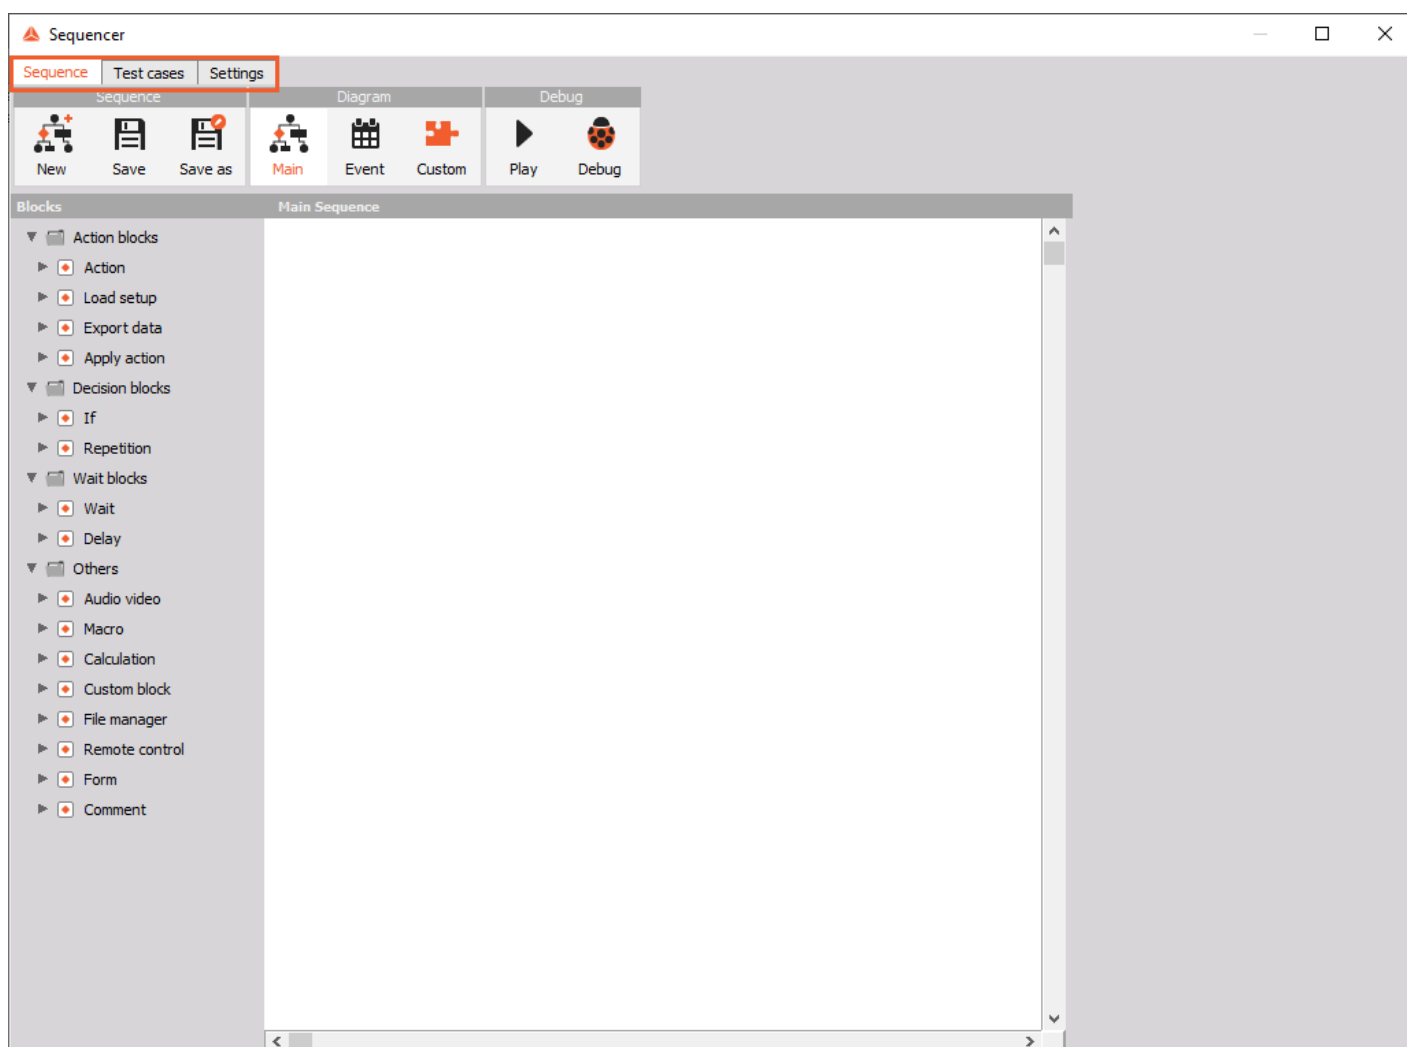 Sequencer
Sequence Test cases Settings
Sequence Diagram Debug
New Save Save as Main Event Custom Play Debug
Blocks Main Sequence
Action blocks
Action
Load setup
Export data
Apply action
Decision blocks
If
Repetition
Wait blocks
Wait
Delay
Others
Audio video
Macro
Calculation
Custom block
File manager
Remote control
Form
Comment